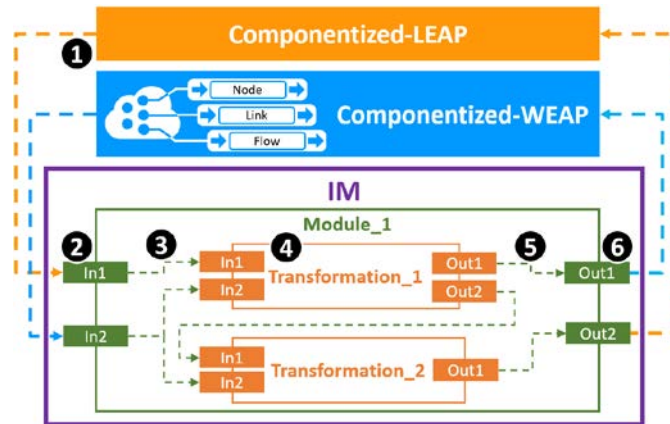 Componentized-LEAP
1
Node
Link
Flow
Componentized-WEAP
IM
Module_1
2
3
4
5
6
In1
In1
Transformation_1
Out1
Out1
In2
Out2
In2
Out2
In1
In2
Transformation_2
Out1